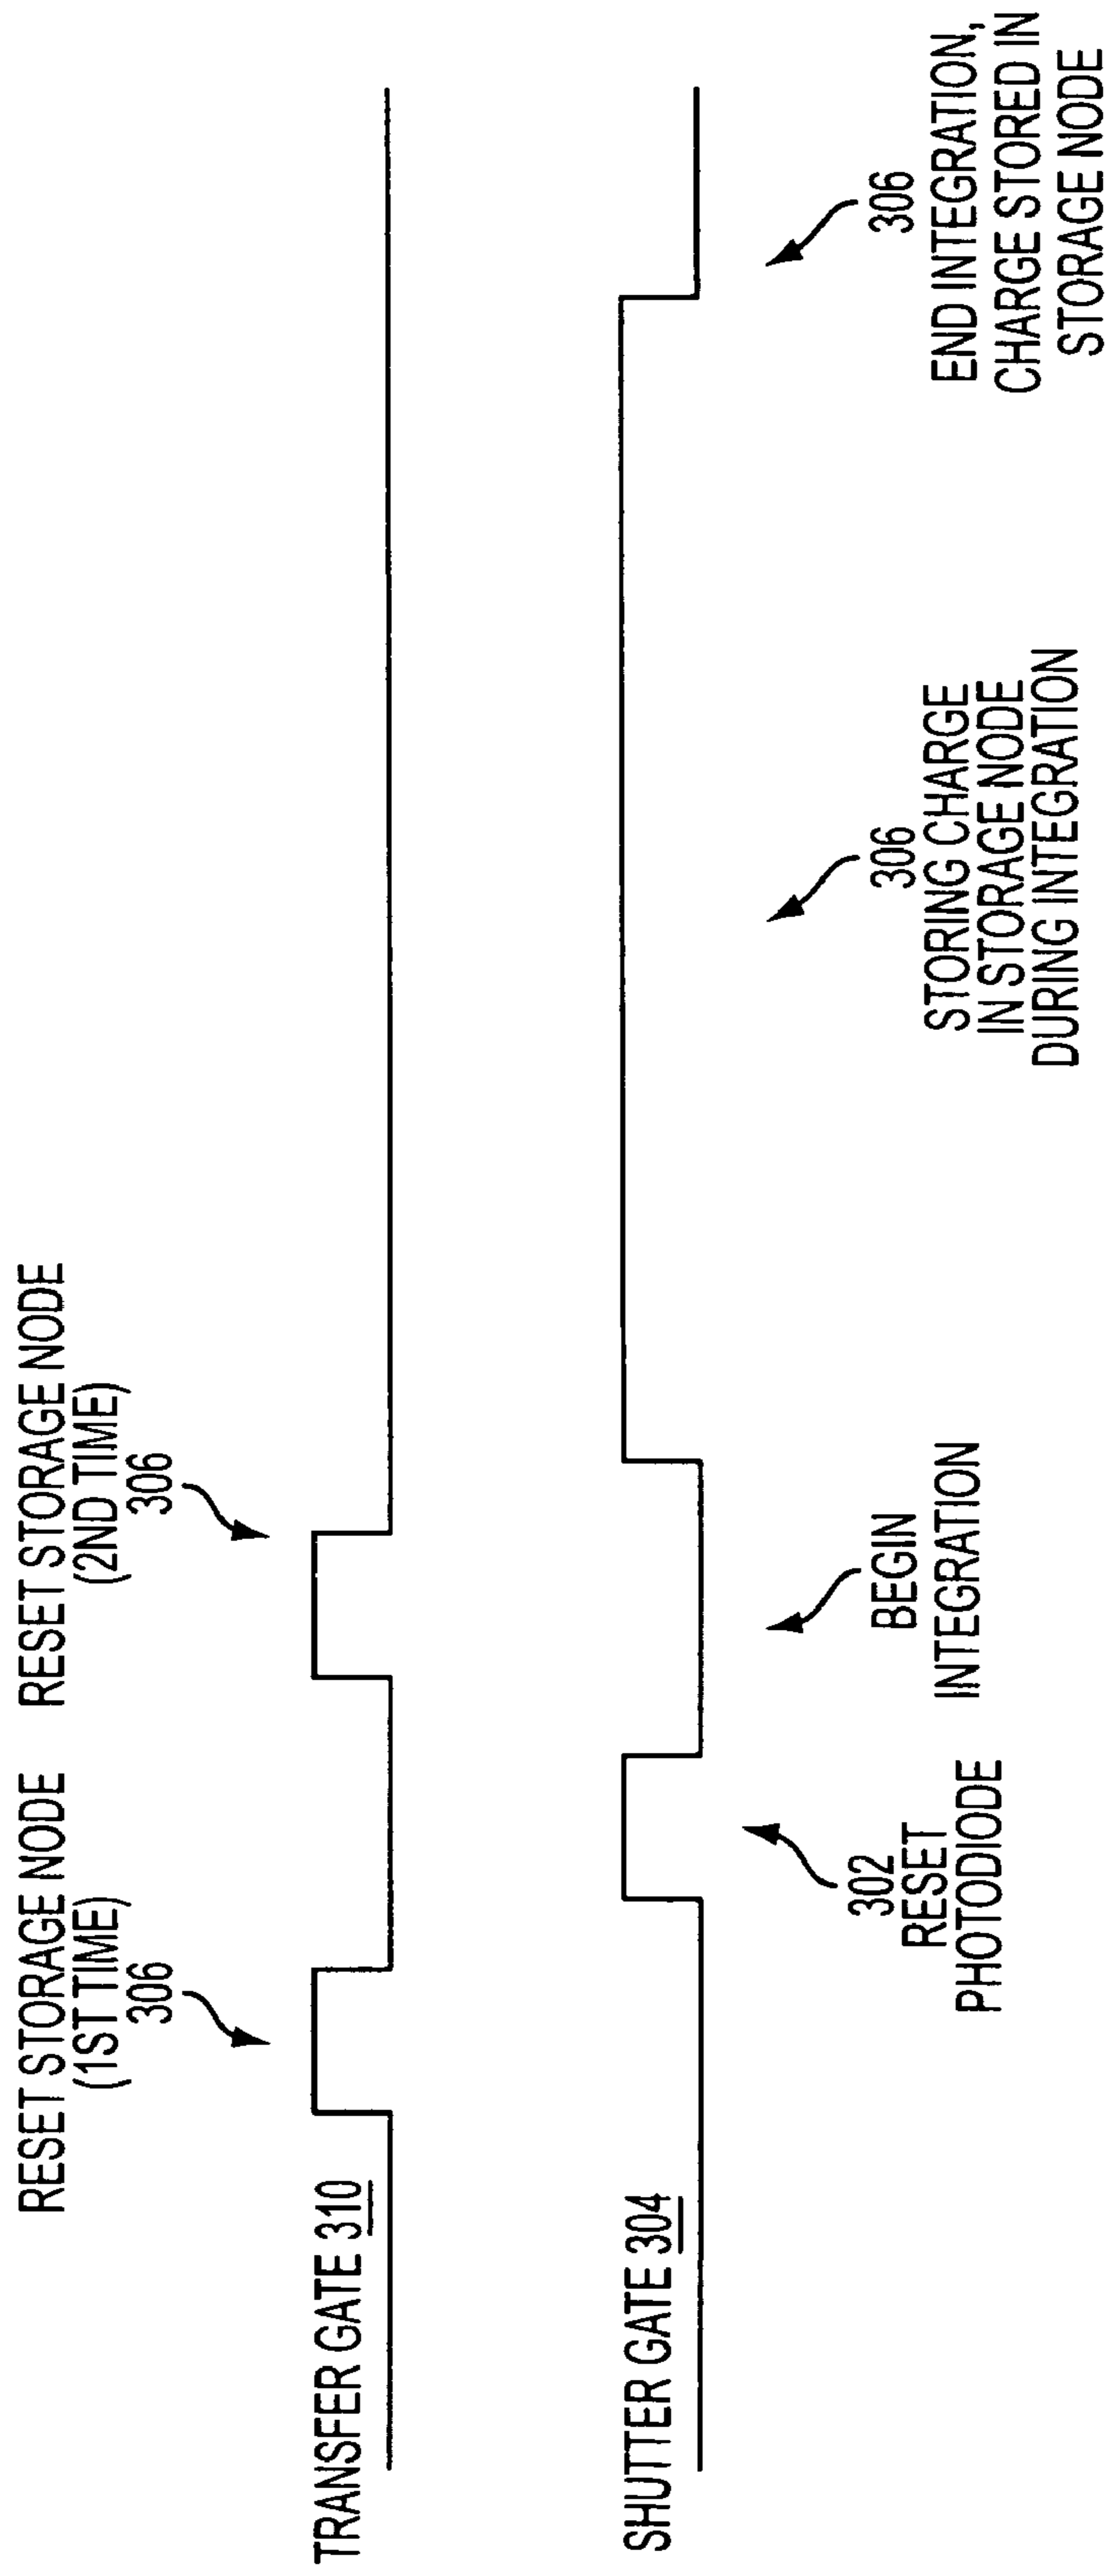 RESET STORAGE NODE
(1ST TIME)
306
RESET STORAGE NODE
(2ND TIME)
306
TRANSFER GATE 310
SHUTTER GATE 304
302
RESET
PHOTODIODE
BEGIN
INTEGRATION
306
STORING CHARGE
IN STORAGE NODE
DURING INTEGRATION
306
END INTEGRATION,
CHARGE STORED IN
STORAGE NODE